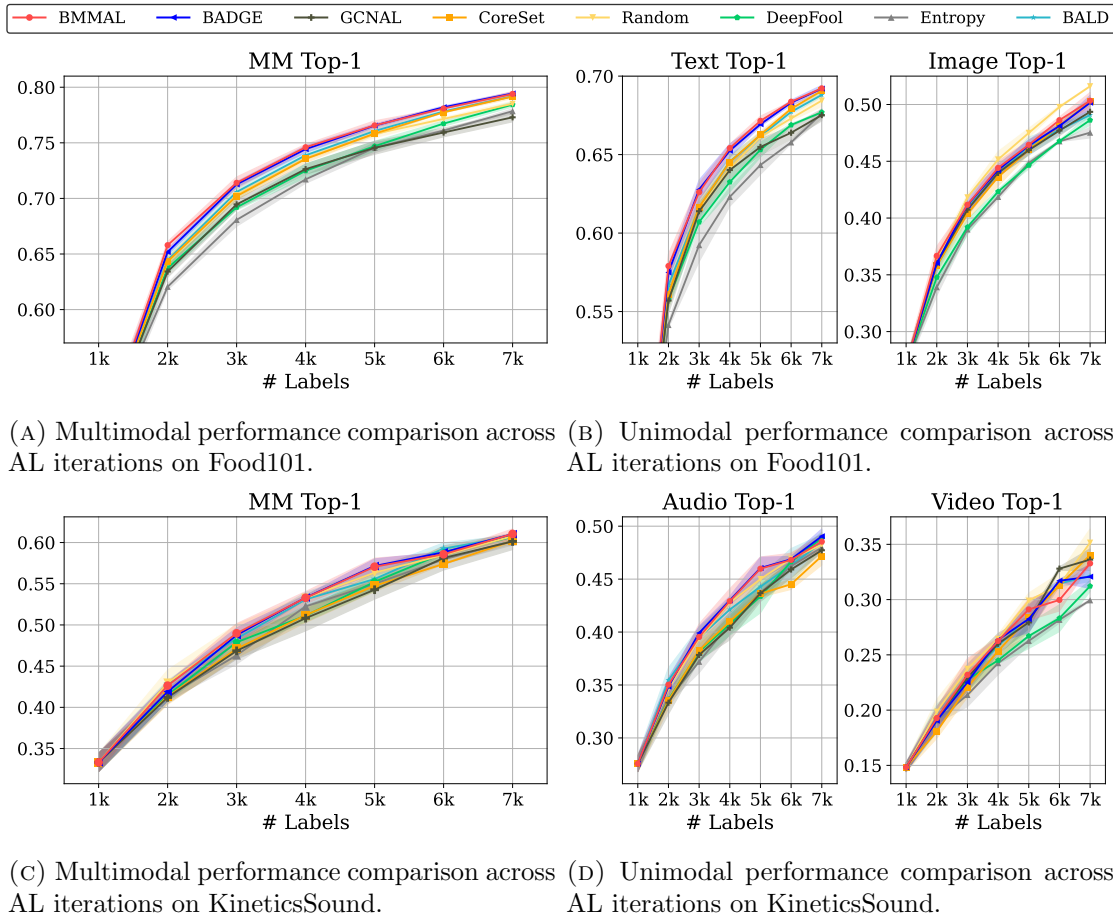 BMMAL BADGE GCNAL CoreSet Random DeepFool Entropy BALD
MM Top-1
0.80
0.75
0.70
0.65
0.60
1k 2k 3k 4k 5k 6k 7k
# Labels
Text Top-1
0.70
0.65
0.60
0.55
1k 2k 3k 4k 5k 6k 7k
# Labels
Image Top-1
0.50
0.45
0.40
0.35
0.30
1k 2k 3k 4k 5k 6k 7k
# Labels
(A) Multimodal performance comparison across
AL iterations on Food101.
(B) Unimodal performance comparison across
AL iterations on Food101.
MM Top-1
0.60
0.55
0.50
0.45
0.40
0.35
1k 2k 3k 4k 5k 6k 7k
# Labels
Audio Top-1
0.50
0.45
0.40
0.35
0.30
1k 2k 3k 4k 5k 6k 7k
# Labels
Video Top-1
0.35
0.30
0.25
0.20
0.15
1k 2k 3k 4k 5k 6k 7k
# Labels
(C) Multimodal performance comparison across
AL iterations on KineticsSound.
(D) Unimodal performance comparison across
AL iterations on KineticsSound.